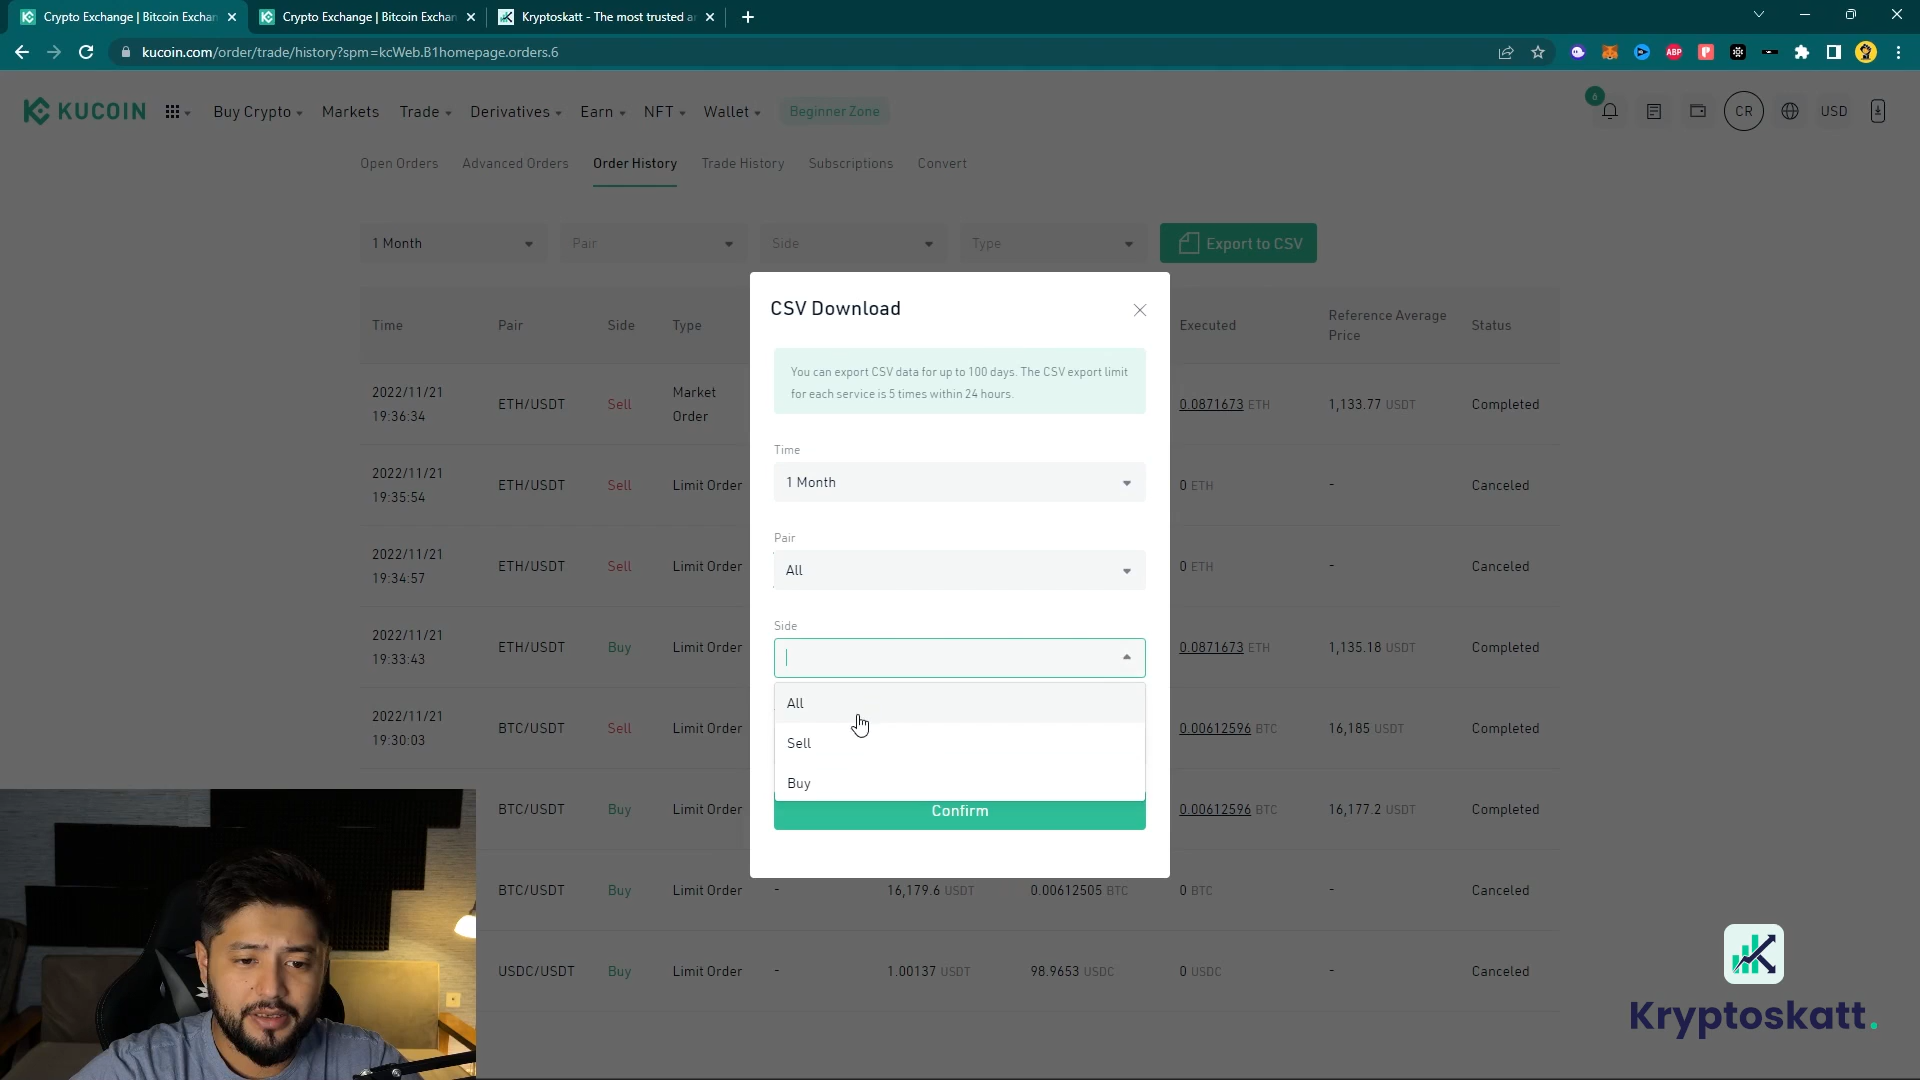 Crypto Exchange | Bitcoin Exchan
Crypto Exchange | Bitcoin Exchan
Kryptoskatt - The most trusted a
kucoin.com/order/trade/history?spm=kcWeb.B1homepage.orders.6
ABP
KUCOIN
Buy Crypto
Markets
Trade
Derivatives
Earn
NFT
Wallet
Beginner Zone
6
CR
USD
Open Orders
Advanced Orders
Order History
Trade History
Subscriptions
Convert
1 Month
Pair
Side
Type
Export to CSV
Time Pair Side Type Executed Reference Average Price Status
2022/11/21 19:36:34 ETH/USDT Sell Market Order 0.0871673 ETH 1,133.77 USDT Completed
2022/11/21 19:35:54 ETH/USDT Sell Limit Order 0 ETH - Canceled
2022/11/21 19:34:57 ETH/USDT Sell Limit Order 0 ETH - Canceled
2022/11/21 19:33:43 ETH/USDT Buy Limit Order 0.0871673 ETH 1,135.18 USDT Completed
2022/11/21 19:30:03 BTC/USDT Sell Limit Order 0.00612596 BTC 16,185 USDT Completed
BTC/USDT Buy Limit Order 0.00612596 BTC 16,177.2 USDT Completed
BTC/USDT Buy Limit Order - 16,179.6 USDT 0.00612505 BTC 0 BTC - Canceled
USDC/USDT Buy Limit Order - 1.00137 USDT 98.9653 USDC 0 USDC - Canceled
CSV Download
You can export CSV data for up to 100 days. The CSV export limit
for each service is 5 times within 24 hours.
Time
1 Month
Pair
All
Side
All
Sell
Buy
Confirm
Kryptoskatt.